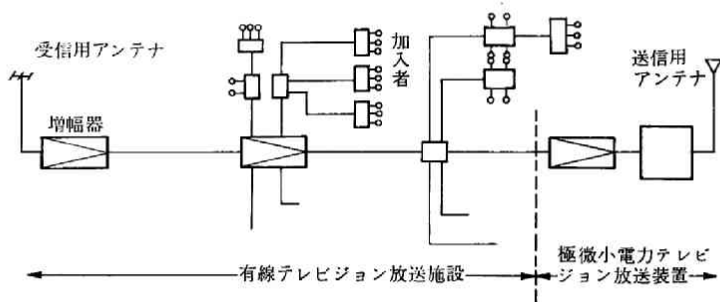 受信用アンテナ
増幅器
加入者
送信用
アンテナ
有線テレビジョン放送施設
極微小電力テレビ
ジョン放送装置